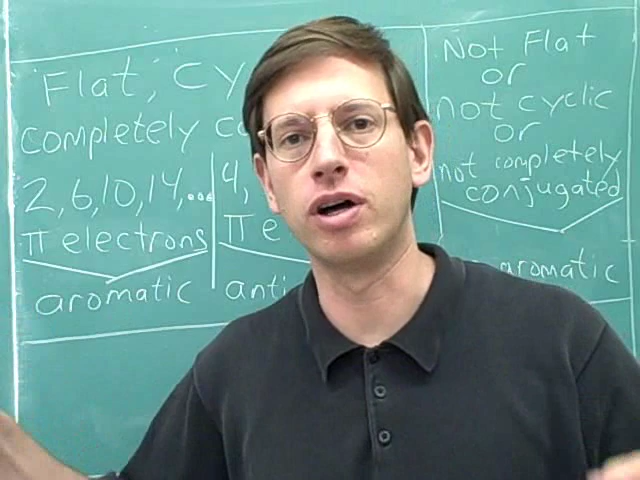 Flat, Cy
completely co
2, 6, 10, 14, ...
π electrons
aromatic
4,
π e
anti
Not Flat
or
not cyclic
or
not completely
conjugated
aromatic